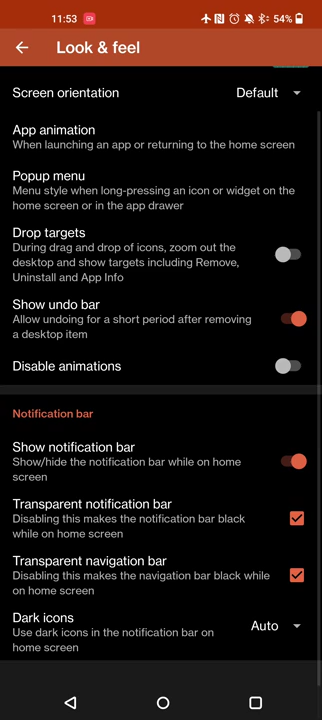 11:53
54%
Look & feel
Screen orientation
Default
App animation
When launching an app or returning to the home screen
Popup menu
Menu style when long-pressing an icon or widget on the
home screen or in the app drawer
Drop targets
During drag and drop of icons, zoom out the
desktop and show targets including Remove,
Uninstall and App Info
Show undo bar
Allow undoing for a short period after removing
a desktop item
Disable animations
Notification bar
Show notification bar
Show/hide the notification bar while on home
screen
Transparent notification bar
Disabling this makes the notification bar black
while on home screen
Transparent navigation bar
Disabling this makes the navigation bar black while
on home screen
Dark icons
Auto
Use dark icons in the notification bar on
home screen